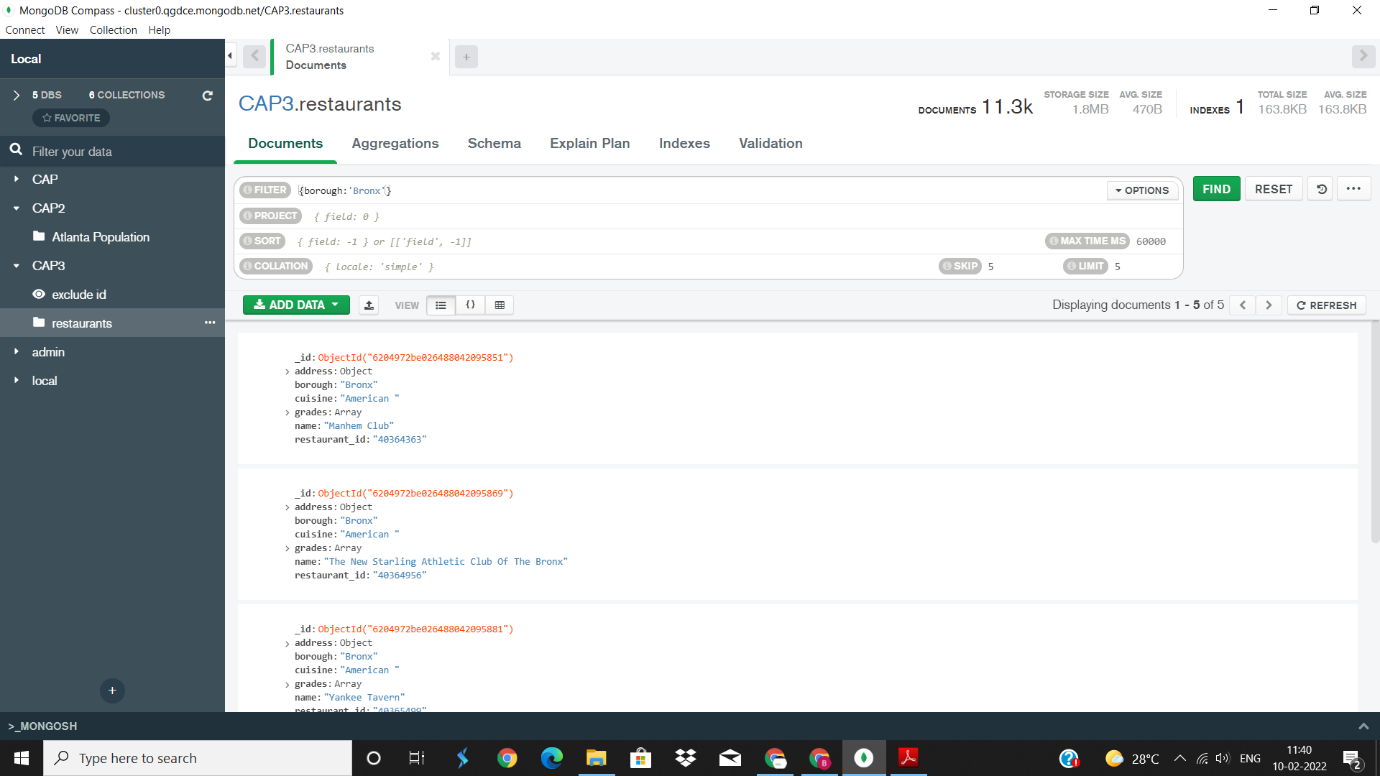 MongoDB Compass - cluster0.qgdce.mongodb.net/CAP3.restaurants
Connect View Collection Help
Local
5 DBS 6 COLLECTIONS
FAVORITE
Filter your data
CAP
CAP2
Atlanta Population
CAP3
exclude id
restaurants
admin
local
CAP3.restaurants
Documents
CAP3.restaurants
DOCUMENTS 11.3k STORAGE SIZE 1.8MB AVG. SIZE 470B INDEXES 1 TOTAL SIZE 163.8KB AVG. SIZE 163.8KB
Documents Aggregations Schema Explain Plan Indexes Validation
FILTER {borough:'Bronx'} OPTIONS FIND RESET
PROJECT { field: 0 }
SORT { field: -1 } or [['field', -1]] MAX TIME MS 60000
COLLATION { locale: 'simple' } SKIP 5 LIMIT 5
ADD DATA VIEW {} Displaying documents 1 - 5 of 5 REFRESH
_id: ObjectId("6204972be026488042095851")
address: Object
borough: "Bronx"
cuisine: "American "
grades: Array
name: "Manhem Club"
restaurant_id: "40364363"
_id: ObjectId("6204972be026488042095869")
address: Object
borough: "Bronx"
cuisine: "American "
grades: Array
name: "The New Starling Athletic Club Of The Bronx"
restaurant_id: "40364956"
_id: ObjectId("6204972be026488042095881")
address: Object
borough: "Bronx"
cuisine: "American "
grades: Array
name: "Yankee Tavern"
restaurant_id: "40365499"
>_MONGOSH
Type here to search
28°C ENG 11:40
10-02-2022 2